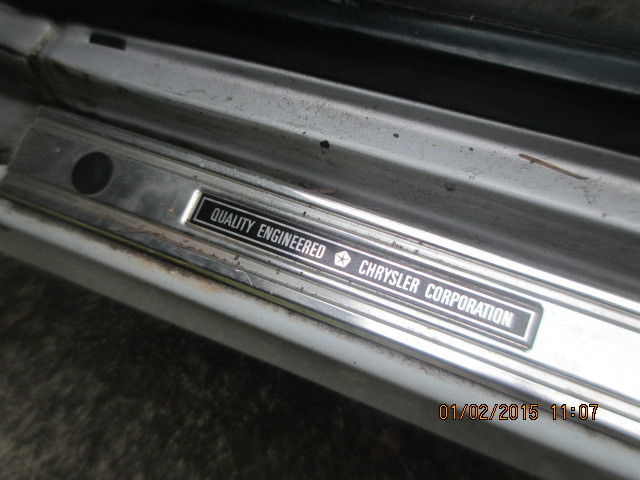 QUALITY ENGINEERED CHRYSLER CORPORATION
01/02/2015 11:07